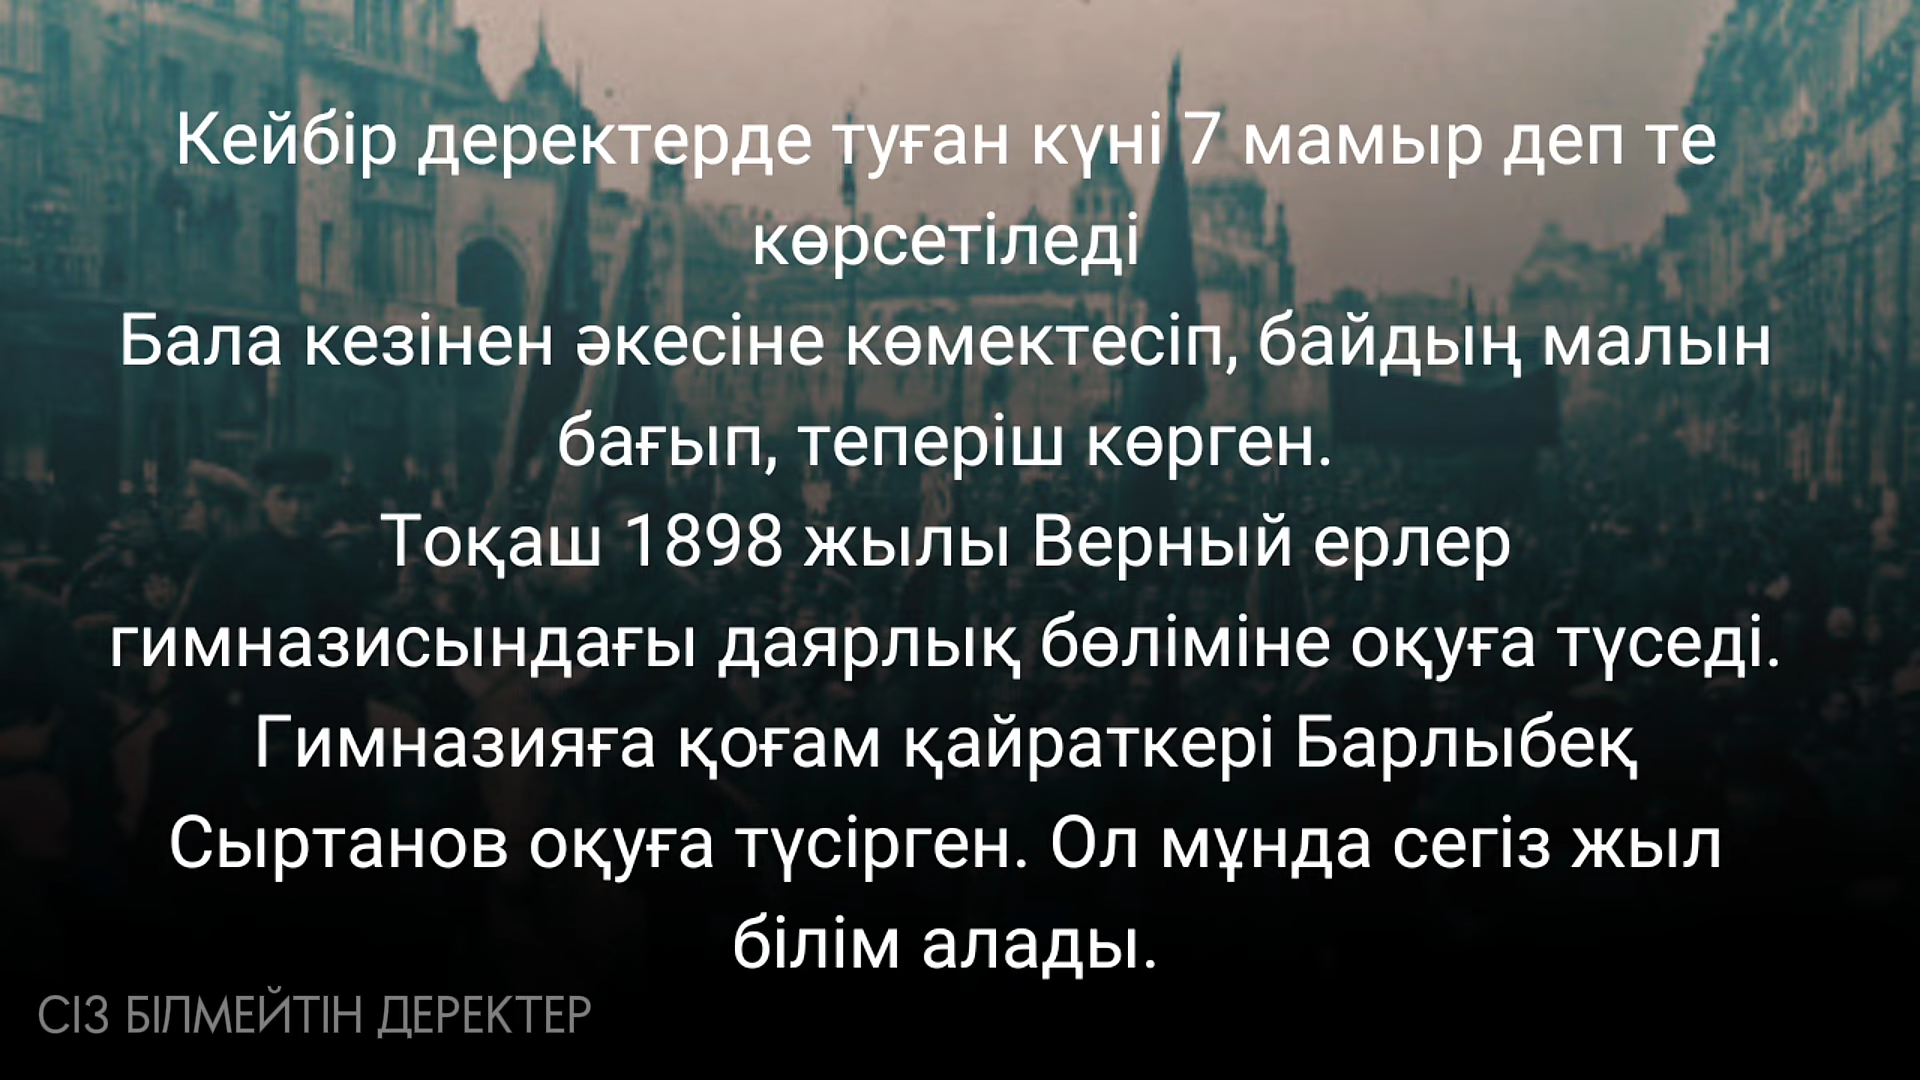 Кейбір деректерде туған күні 7 мамыр деп те
көрсетіледі
Бала кезінен әкесіне көмектесіп, байдың малын
бағып, теперіш көрген.
Тоқаш 1898 жылы Верный ерлер
гимназисындағы даярлық бөліміне оқуға түседі.
Гимназияға қоғам қайраткері Барлыбеқ
Сыртанов оқуға түсірген. Ол мұнда сегіз жыл
білім алады.
СІЗ БІЛМЕЙТІН ДЕРЕКТЕР